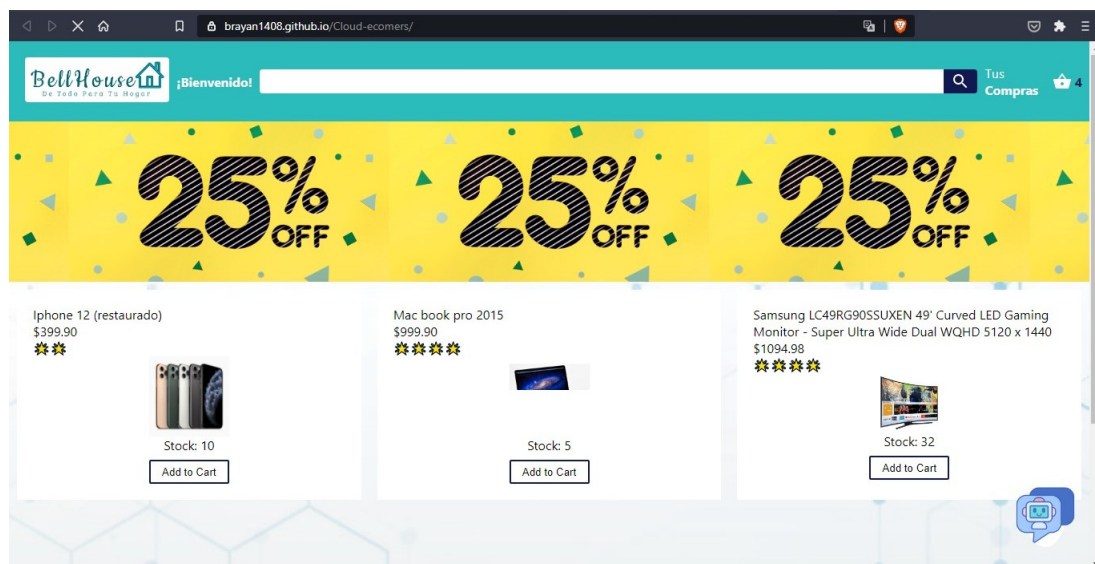 brayan1408.github.io/Cloud-ecomers/
BellHouse
De Todo Para Tu Hogar
¡Bienvenido!
Tus
Compras
4
25% OFF
25% OFF
25% OFF
Iphone 12 (restaurado)
$399.90
Stock: 10
Add to Cart
Mac book pro 2015
$999.90
Stock: 5
Add to Cart
Samsung LC49RG90SSUXEN 49' Curved LED Gaming
Monitor - Super Ultra Wide Dual WQHD 5120 x 1440
$1094.98
Stock: 32
Add to Cart